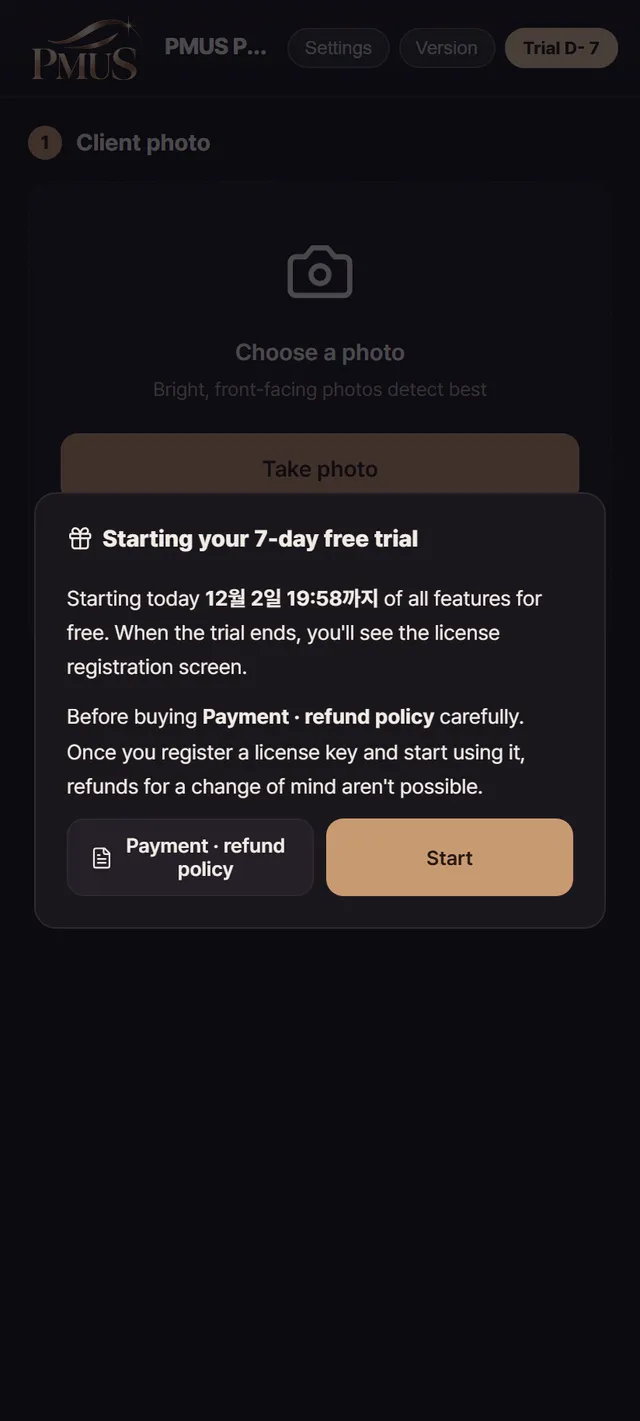 PMUS
PMUS P...
Settings
Version
Trial D- 7
1
Client photo
Choose a photo
Bright, front-facing photos detect best
Take photo
Starting your 7-day free trial
Starting today 12월 2일 19:58까지 of all features for
free. When the trial ends, you'll see the license
registration screen.
Before buying Payment · refund policy carefully.
Once you register a license key and start using it,
refunds for a change of mind aren't possible.
Payment · refund
policy
Start